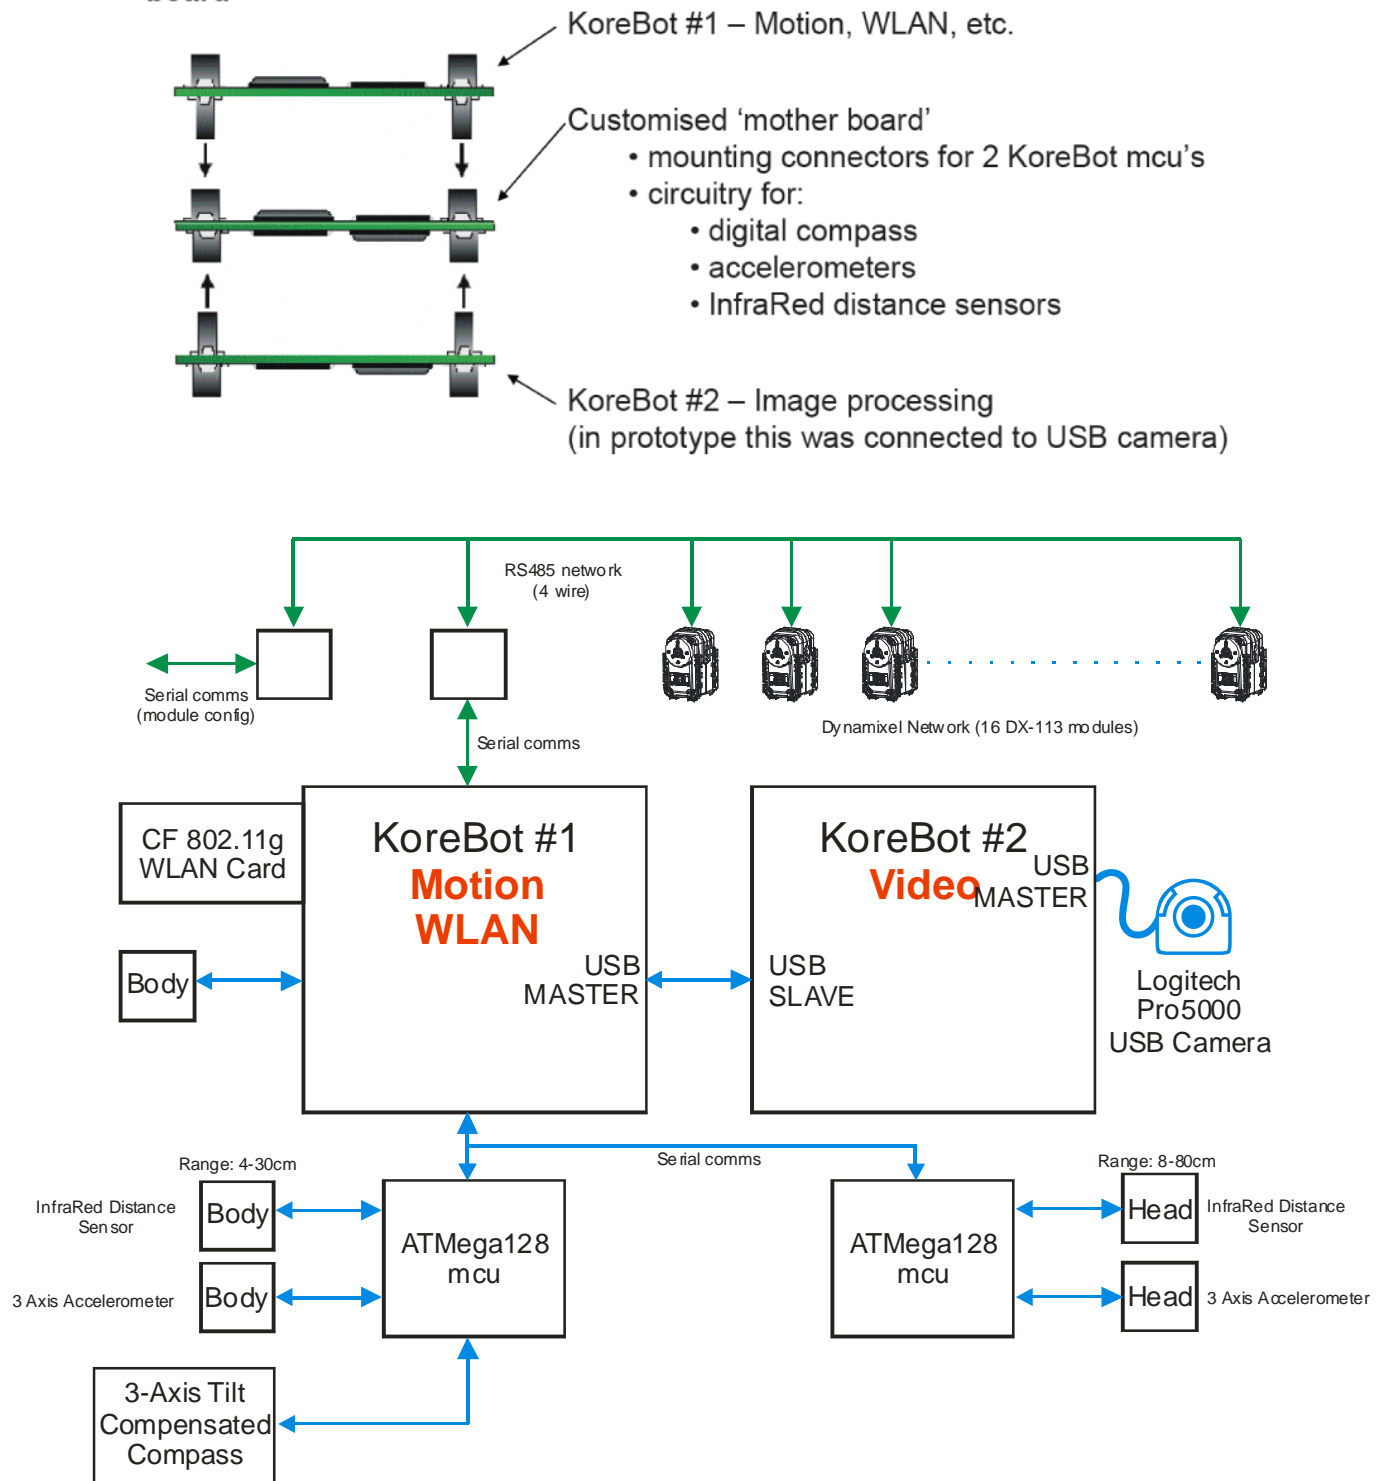 board
KoreBot #1 – Motion, WLAN, etc.
Customised ‘mother board’
• mounting connectors for 2 KoreBot mcu's
• circuitry for:
• digital compass
• accelerometers
• InfraRed distance sensors
KoreBot #2 – Image processing
(in prototype this was connected to USB camera)
RS485 network
(4 wire)
Serial comms
(module config)
Serial comms
Dynamixel Network (16 DX-113 modules)
CF 802.11g
WLAN Card
KoreBot #1
Motion
WLAN
USB
MASTER
Body
KoreBot #2
Video
USB
MASTER
USB
SLAVE
Logitech
Pro5000
USB Camera
Serial comms
Range: 4-30cm
InfraRed Distance
Sensor
Body
3 Axis Accelerometer
Body
ATMega128
mcu
3-Axis Tilt
Compensated
Compass
ATMega128
mcu
Range: 8-80cm
Head
InfraRed Distance
Sensor
Head
3 Axis Accelerometer